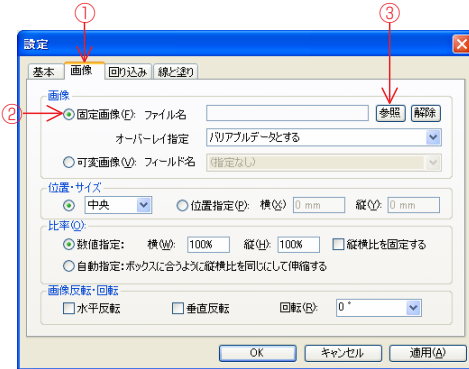 ①
③
設定
基本 画像 回り込み 線と塗り
画像
② 固定画像(F): ファイル名 参照 解除
オーバーレイ指定 バリアブルデータとする
可変画像(V): フィールド名 (指定なし)
位置・サイズ
中央 位置指定(P): 横(X) 0 mm 縦(Y): 0 mm
比率(O):
数値指定: 横(W): 100% 縦(H): 100% 縦横比を固定する
自動指定:ボックスに合うように縦横比を同じにして伸縮する
画像反転・回転
水平反転 垂直反転 回転(R): 0 °
OK キャンセル 適用(A)